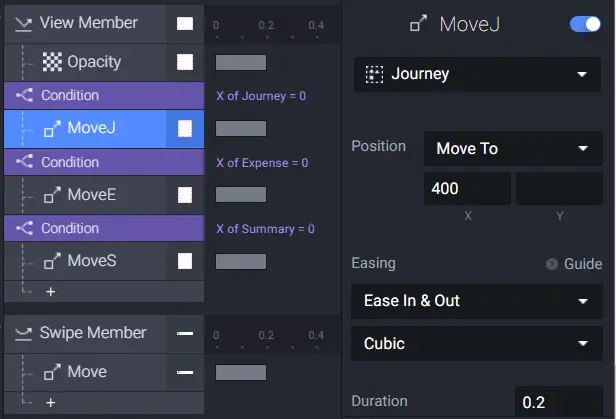 View Member
0 0.2 0.4
Opacity
Condition
X of Journey = 0
MoveJ
Condition
X of Expense = 0
MoveE
Condition
X of Summary = 0
MoveS
+
Swipe Member
0 0.2 0.4
Move
+
MoveJ
Journey
Position
Move To
400
X Y
Easing
? Guide
Ease In & Out
Cubic
Duration
0.2